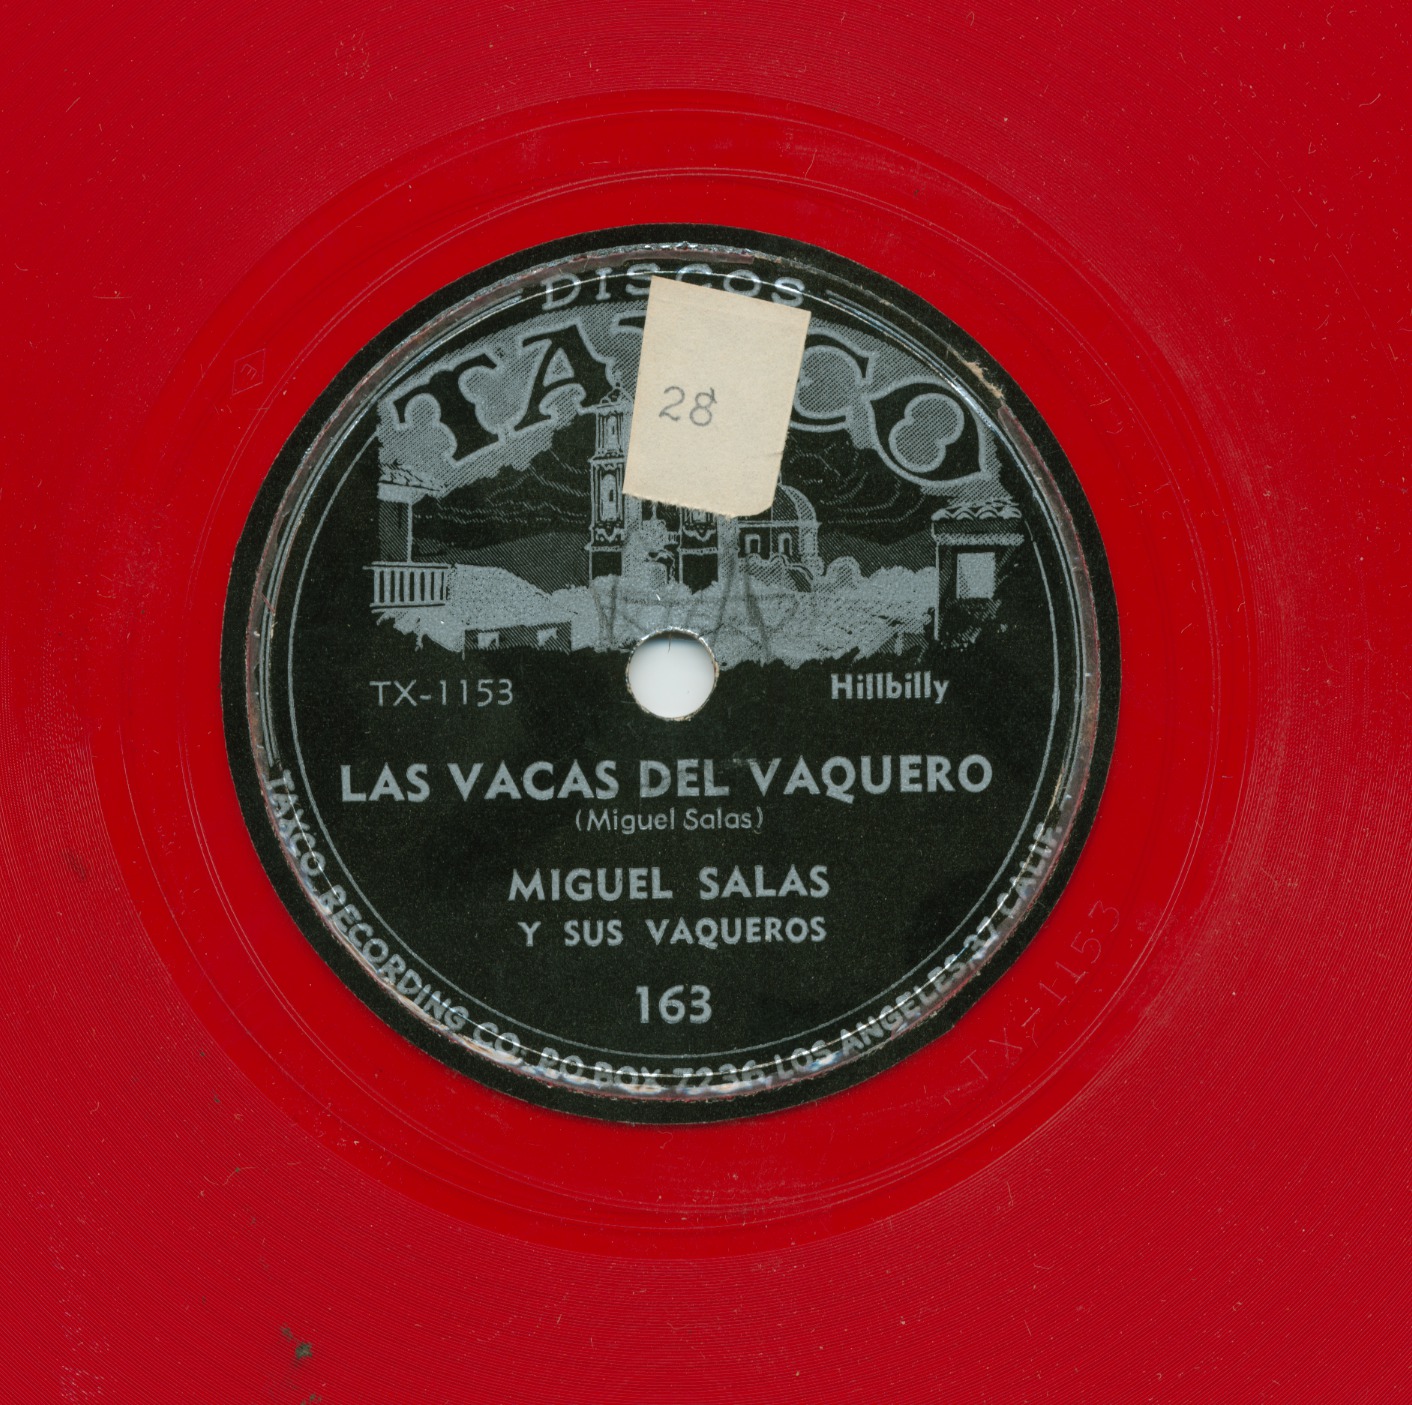 DISCOS
TAXCO
28
TX-1153
Hillbilly
LAS VACAS DEL VAQUERO
(Miguel Salas)
MIGUEL SALAS
Y SUS VAQUEROS
163
TAXCO RECORDING CO. P.O. BOX 7236, LOS ANGELES 37, CALIF.
TX-1153